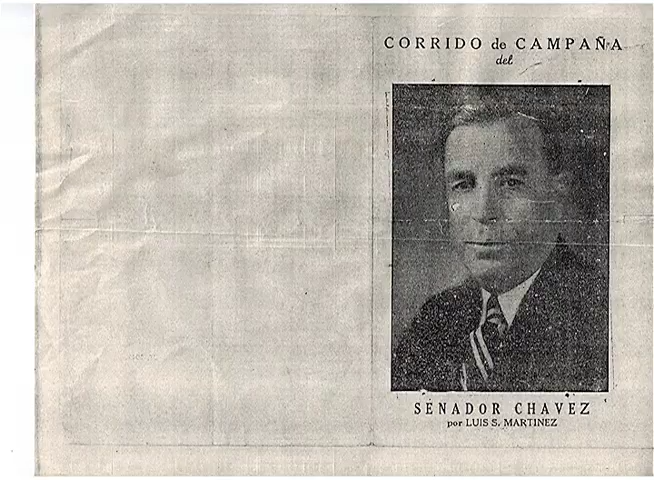 CORRIDO de CAMPAÑA
del
SENADOR CHAVEZ
por LUIS S. MARTINEZ